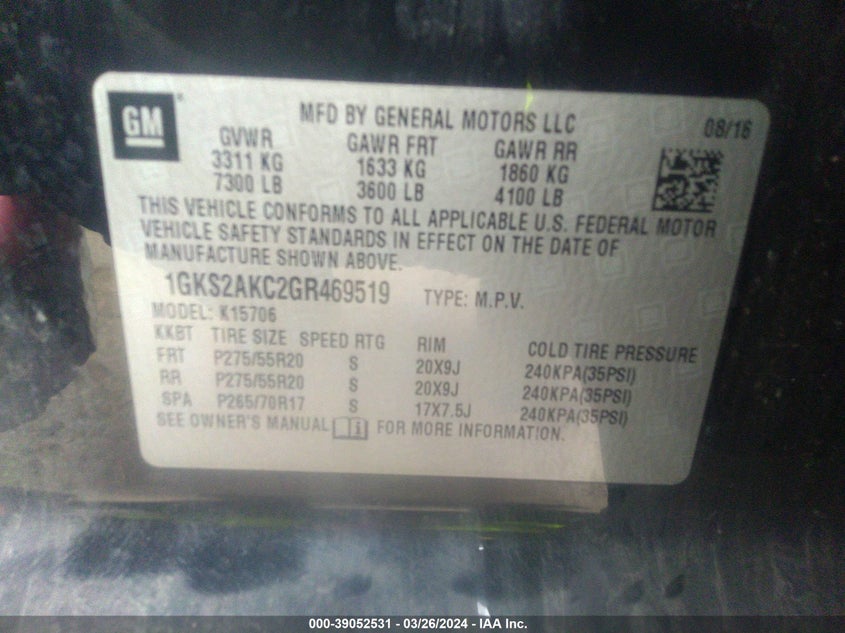 GM
MFD BY GENERAL MOTORS LLC 08/16
GVWR GAWR FRT GAWR RR
3311 KG 1633 KG 1860 KG
7300 LB 3600 LB 4100 LB
THIS VEHICLE CONFORMS TO ALL APPLICABLE U.S. FEDERAL MOTOR
VEHICLE SAFETY STANDARDS IN EFFECT ON THE DATE OF
MANUFACTURE SHOWN ABOVE.
1GKS2AKC2GR469519 TYPE: M.P.V.
MODEL: K15706
KKBT TIRE SIZE SPEED RTG RIM COLD TIRE PRESSURE
FRT P275/55R20 S 20X9J 240KPA(35PSI)
RR P275/55R20 S 20X9J 240KPA(35PSI)
SPA P265/70R17 S 17X7.5J 240KPA(35PSI)
SEE OWNER'S MANUAL i FOR MORE INFORMATION.
000-39052531 - 03/26/2024 - IAA Inc.